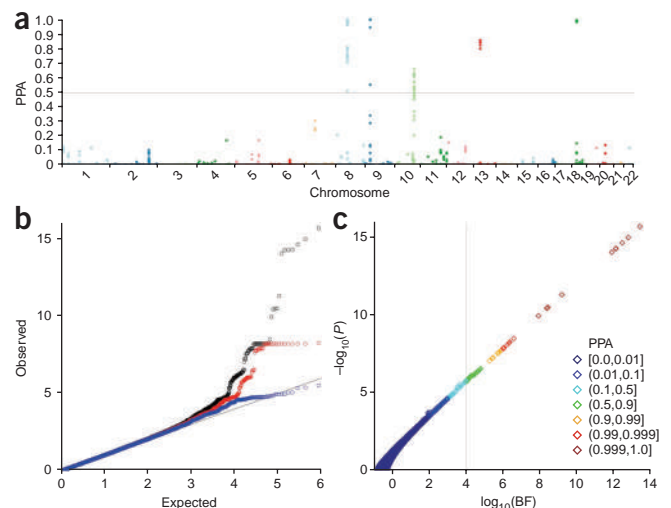 a
PPA
1.0
0.9
0.8
0.7
0.6
0.5
0.4
0.3
0.2
0.1
0
1 2 3 4 5 6 7 8 9 10 11 12 13 14 15 16 17 18 19 20 21 22
Chromosome
b
Observed
15
10
5
0
0 1 2 3 4 5 6
Expected
c
–log10(P)
15
10
5
0
0 2 4 6 8 10 12 14
log10(BF)
PPA
[0.0,0.01]
(0.01,0.1]
(0.1,0.5]
(0.5,0.9]
(0.9,0.99]
(0.99,0.999]
(0.999,1.0]